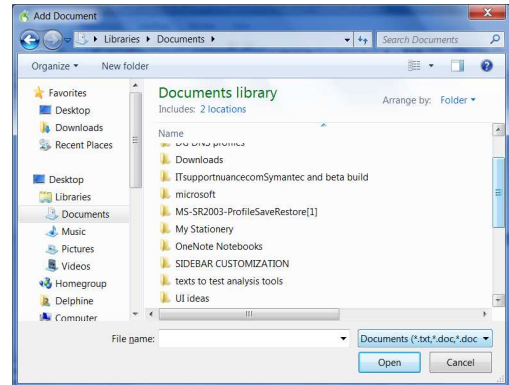 Add Document
Libraries Documents Search Documents
Organize New folder
Favorites
Desktop
Downloads
Recent Places
Desktop
Libraries
Documents
Music
Pictures
Videos
Homegroup
Delphine
Computer
Documents library
Includes: 2 locations
Arrange by: Folder
Name
DG DNS profiles
Downloads
ITsupportnuancecomSymantec and beta build
microsoft
MS-SR2003-ProfileSaveRestore[1]
My Stationery
OneNote Notebooks
SIDEBAR CUSTOMIZATION
texts to test analysis tools
UI ideas
File name: Documents (*.txt,*.doc,*.doc
Open Cancel